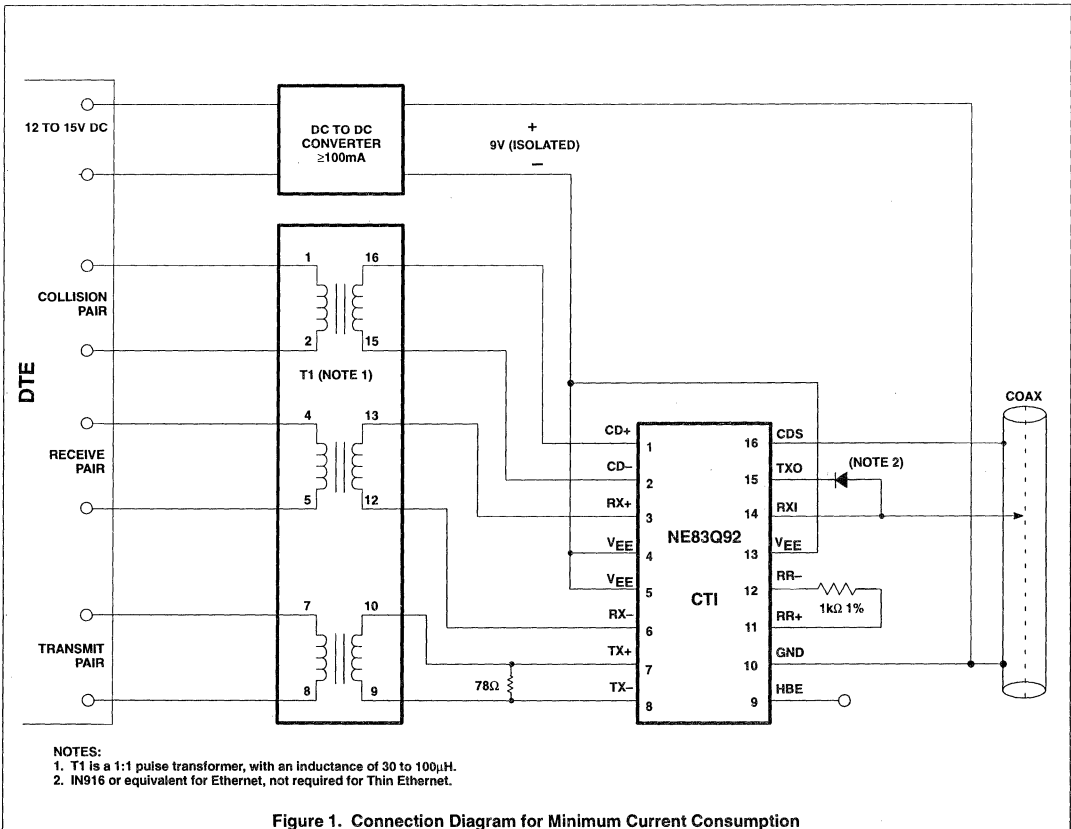 12 TO 15V DC
DC TO DC
CONVERTER
≥100mA
+
9V (ISOLATED)
–
DTE
COLLISION
PAIR
1
16
2
15
T1 (NOTE 1)
RECEIVE
PAIR
4
13
5
12
TRANSMIT
PAIR
7
10
8
9
78Ω
CD+
1
CD–
2
RX+
3
VEE
4
VEE
5
RX–
6
TX+
7
TX–
8
NE83Q92
CTI
16
CDS
15
TXO
(NOTE 2)
14
RXI
13
VEE
12
RR–
1kΩ 1%
11
RR+
10
GND
9
HBE
COAX
NOTES:
1. T1 is a 1:1 pulse transformer, with an inductance of 30 to 100µH.
2. IN916 or equivalent for Ethernet, not required for Thin Ethernet.
Figure 1. Connection Diagram for Minimum Current Consumption